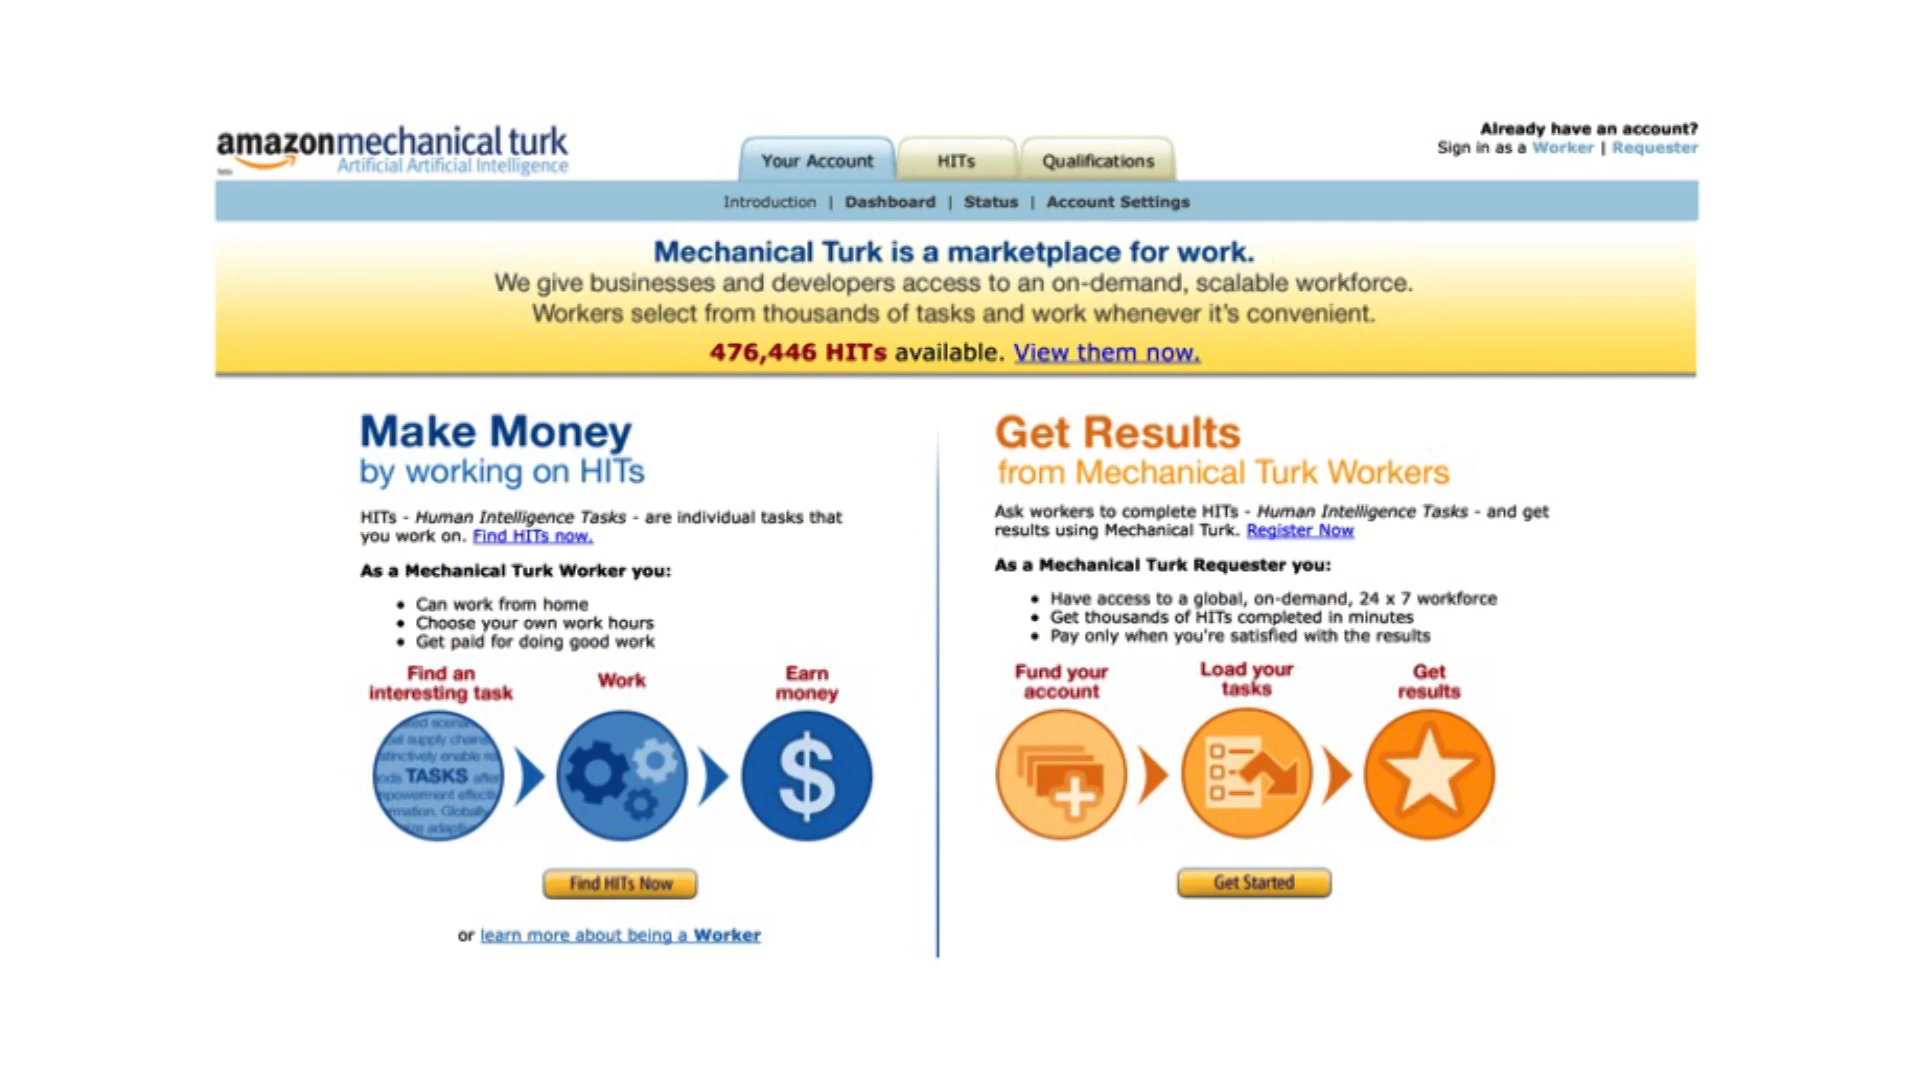 amazonmechanical turk
Artificial Artificial Intelligence
beta
Your Account
HITs
Qualifications
Already have an account?
Sign in as a Worker | Requester
Introduction | Dashboard | Status | Account Settings
Mechanical Turk is a marketplace for work.
We give businesses and developers access to an on-demand, scalable workforce.
Workers select from thousands of tasks and work whenever it's convenient.
476,446 HITs available. View them now.
Make Money
by working on HITs
HITs - Human Intelligence Tasks - are individual tasks that
you work on. Find HITs now.
As a Mechanical Turk Worker you:
• Can work from home
• Choose your own work hours
• Get paid for doing good work
Find an
interesting task
Work
Earn
money
supply chain
enable
TASKS
mation. Globally
$
Find HITs Now
or learn more about being a Worker
Get Results
from Mechanical Turk Workers
Ask workers to complete HITs - Human Intelligence Tasks - and get
results using Mechanical Turk. Register Now
As a Mechanical Turk Requester you:
• Have access to a global, on-demand, 24 x 7 workforce
• Get thousands of HITs completed in minutes
• Pay only when you're satisfied with the results
Fund your
account
Load your
tasks
Get
results
Get Started